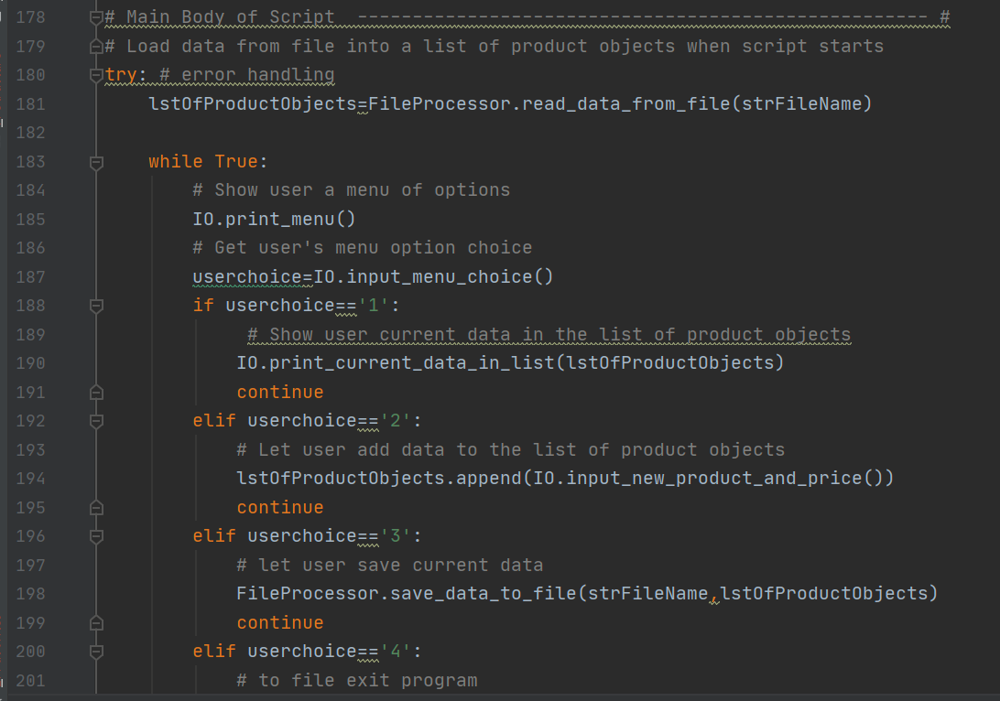 178 # Main Body of Script  ---------------------------------------------------- #
179 # Load data from file into a list of product objects when script starts
180 try: # error handling
181     lstOfProductObjects=FileProcessor.read_data_from_file(strFileName)
182
183     while True:
184         # Show user a menu of options
185         IO.print_menu()
186         # Get user's menu option choice
187         userchoice=IO.input_menu_choice()
188         if userchoice=='1':
189              # Show user current data in the list of product objects
190             IO.print_current_data_in_list(lstOfProductObjects)
191             continue
192         elif userchoice=='2':
193             # Let user add data to the list of product objects
194             lstOfProductObjects.append(IO.input_new_product_and_price())
195             continue
196         elif userchoice=='3':
197             # let user save current data
198             FileProcessor.save_data_to_file(strFileName,lstOfProductObjects)
199             continue
200         elif userchoice=='4':
201             # to file exit program